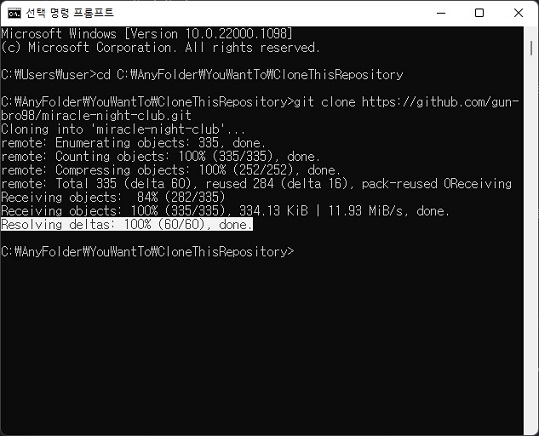 선택 명령 프롬프트
Microsoft Windows [Version 10.0.22000.1098]
(c) Microsoft Corporation. All rights reserved.
C:₩Users₩user>cd C:₩AnyFolder₩YouWantTo₩CloneThisRepository
C:₩AnyFolder₩YouWantTo₩CloneThisRepository>git clone https://github.com/gun-
bro98/miracle-night-club.git
Cloning into 'miracle-night-club'...
remote: Enumerating objects: 335, done.
remote: Counting objects: 100% (335/335), done.
remote: Compressing objects: 100% (252/252), done.
remote: Total 335 (delta 60), reused 284 (delta 16), pack-reused 0Receiving
Receiving objects:  84% (282/335)
Receiving objects: 100% (335/335), 334.13 KiB | 11.93 MiB/s, done.
Resolving deltas: 100% (60/60), done.
C:₩AnyFolder₩YouWantTo₩CloneThisRepository>